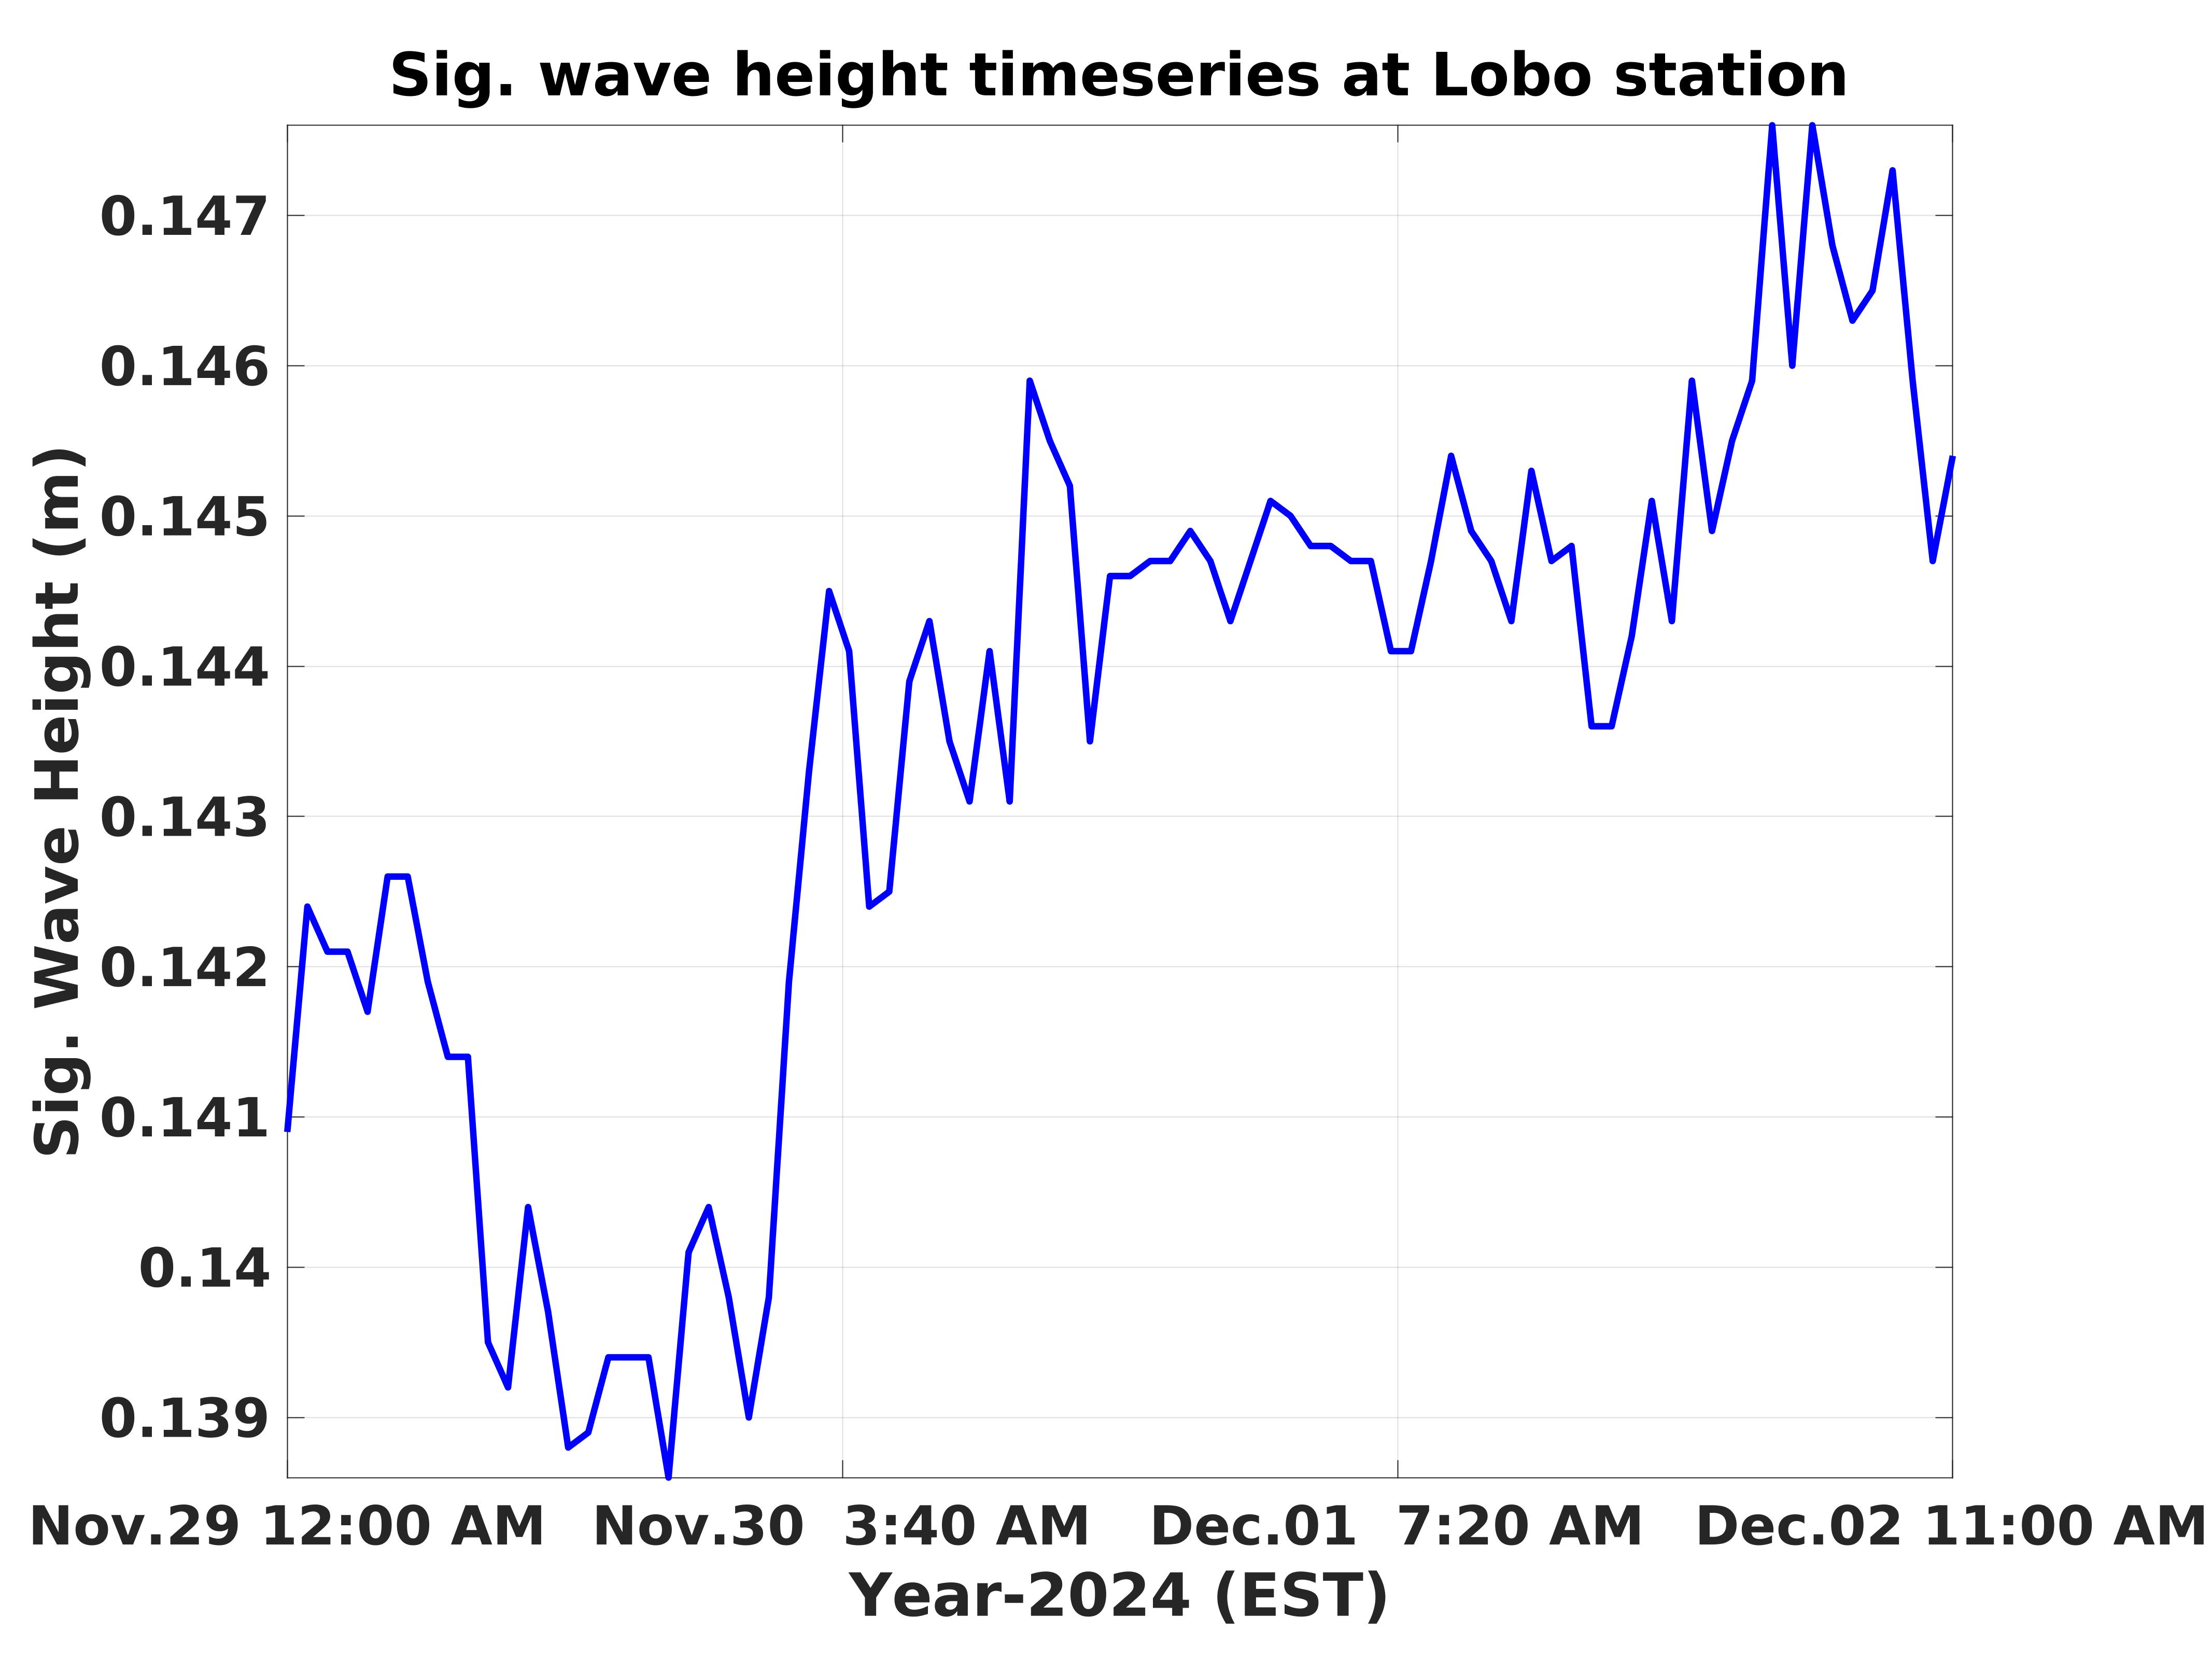 Sig. wave height timeseries at Lobo station
Sig. Wave Height (m)
0.147
0.146
0.145
0.144
0.143
0.142
0.141
0.14
0.139
Nov.29 12:00 AM Nov.30 3:40 AM Dec.01 7:20 AM Dec.02 11:00 AM
Year-2024 (EST)